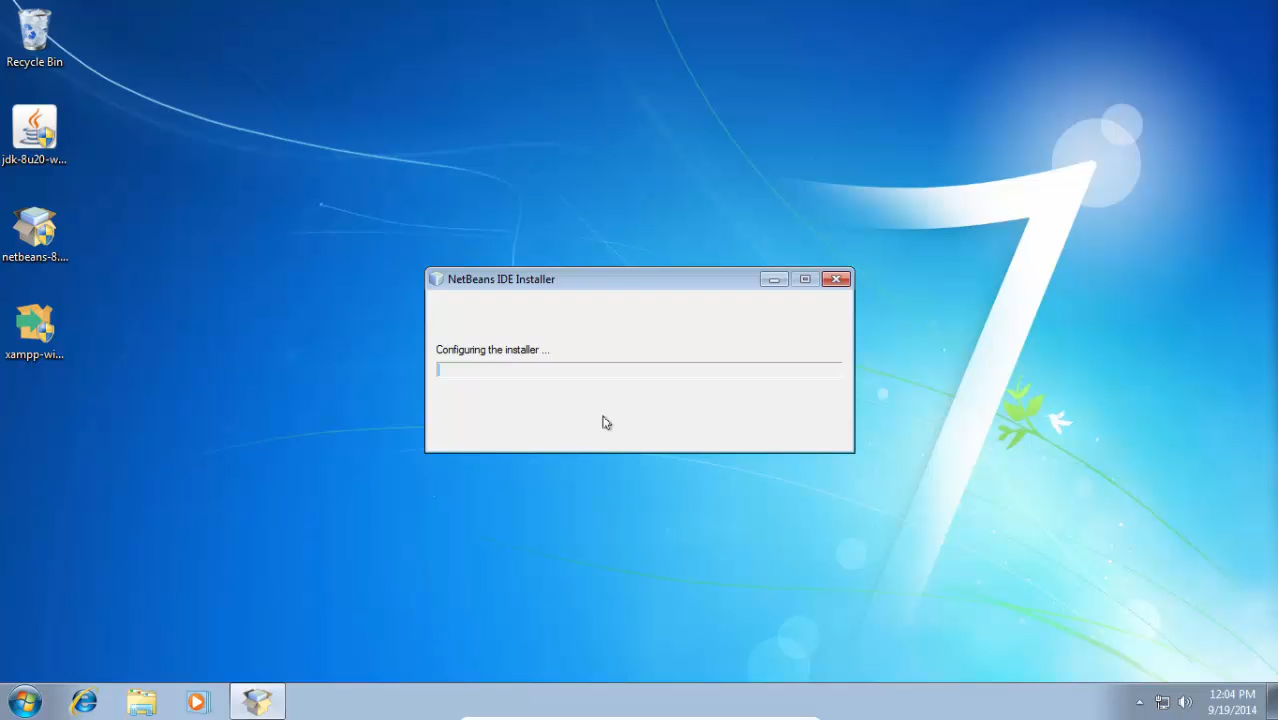 Recycle Bin
jdk-8u20-w...
netbeans-8....
xampp-wi...
NetBeans IDE Installer
Configuring the installer ...
12:04 PM
9/19/2014